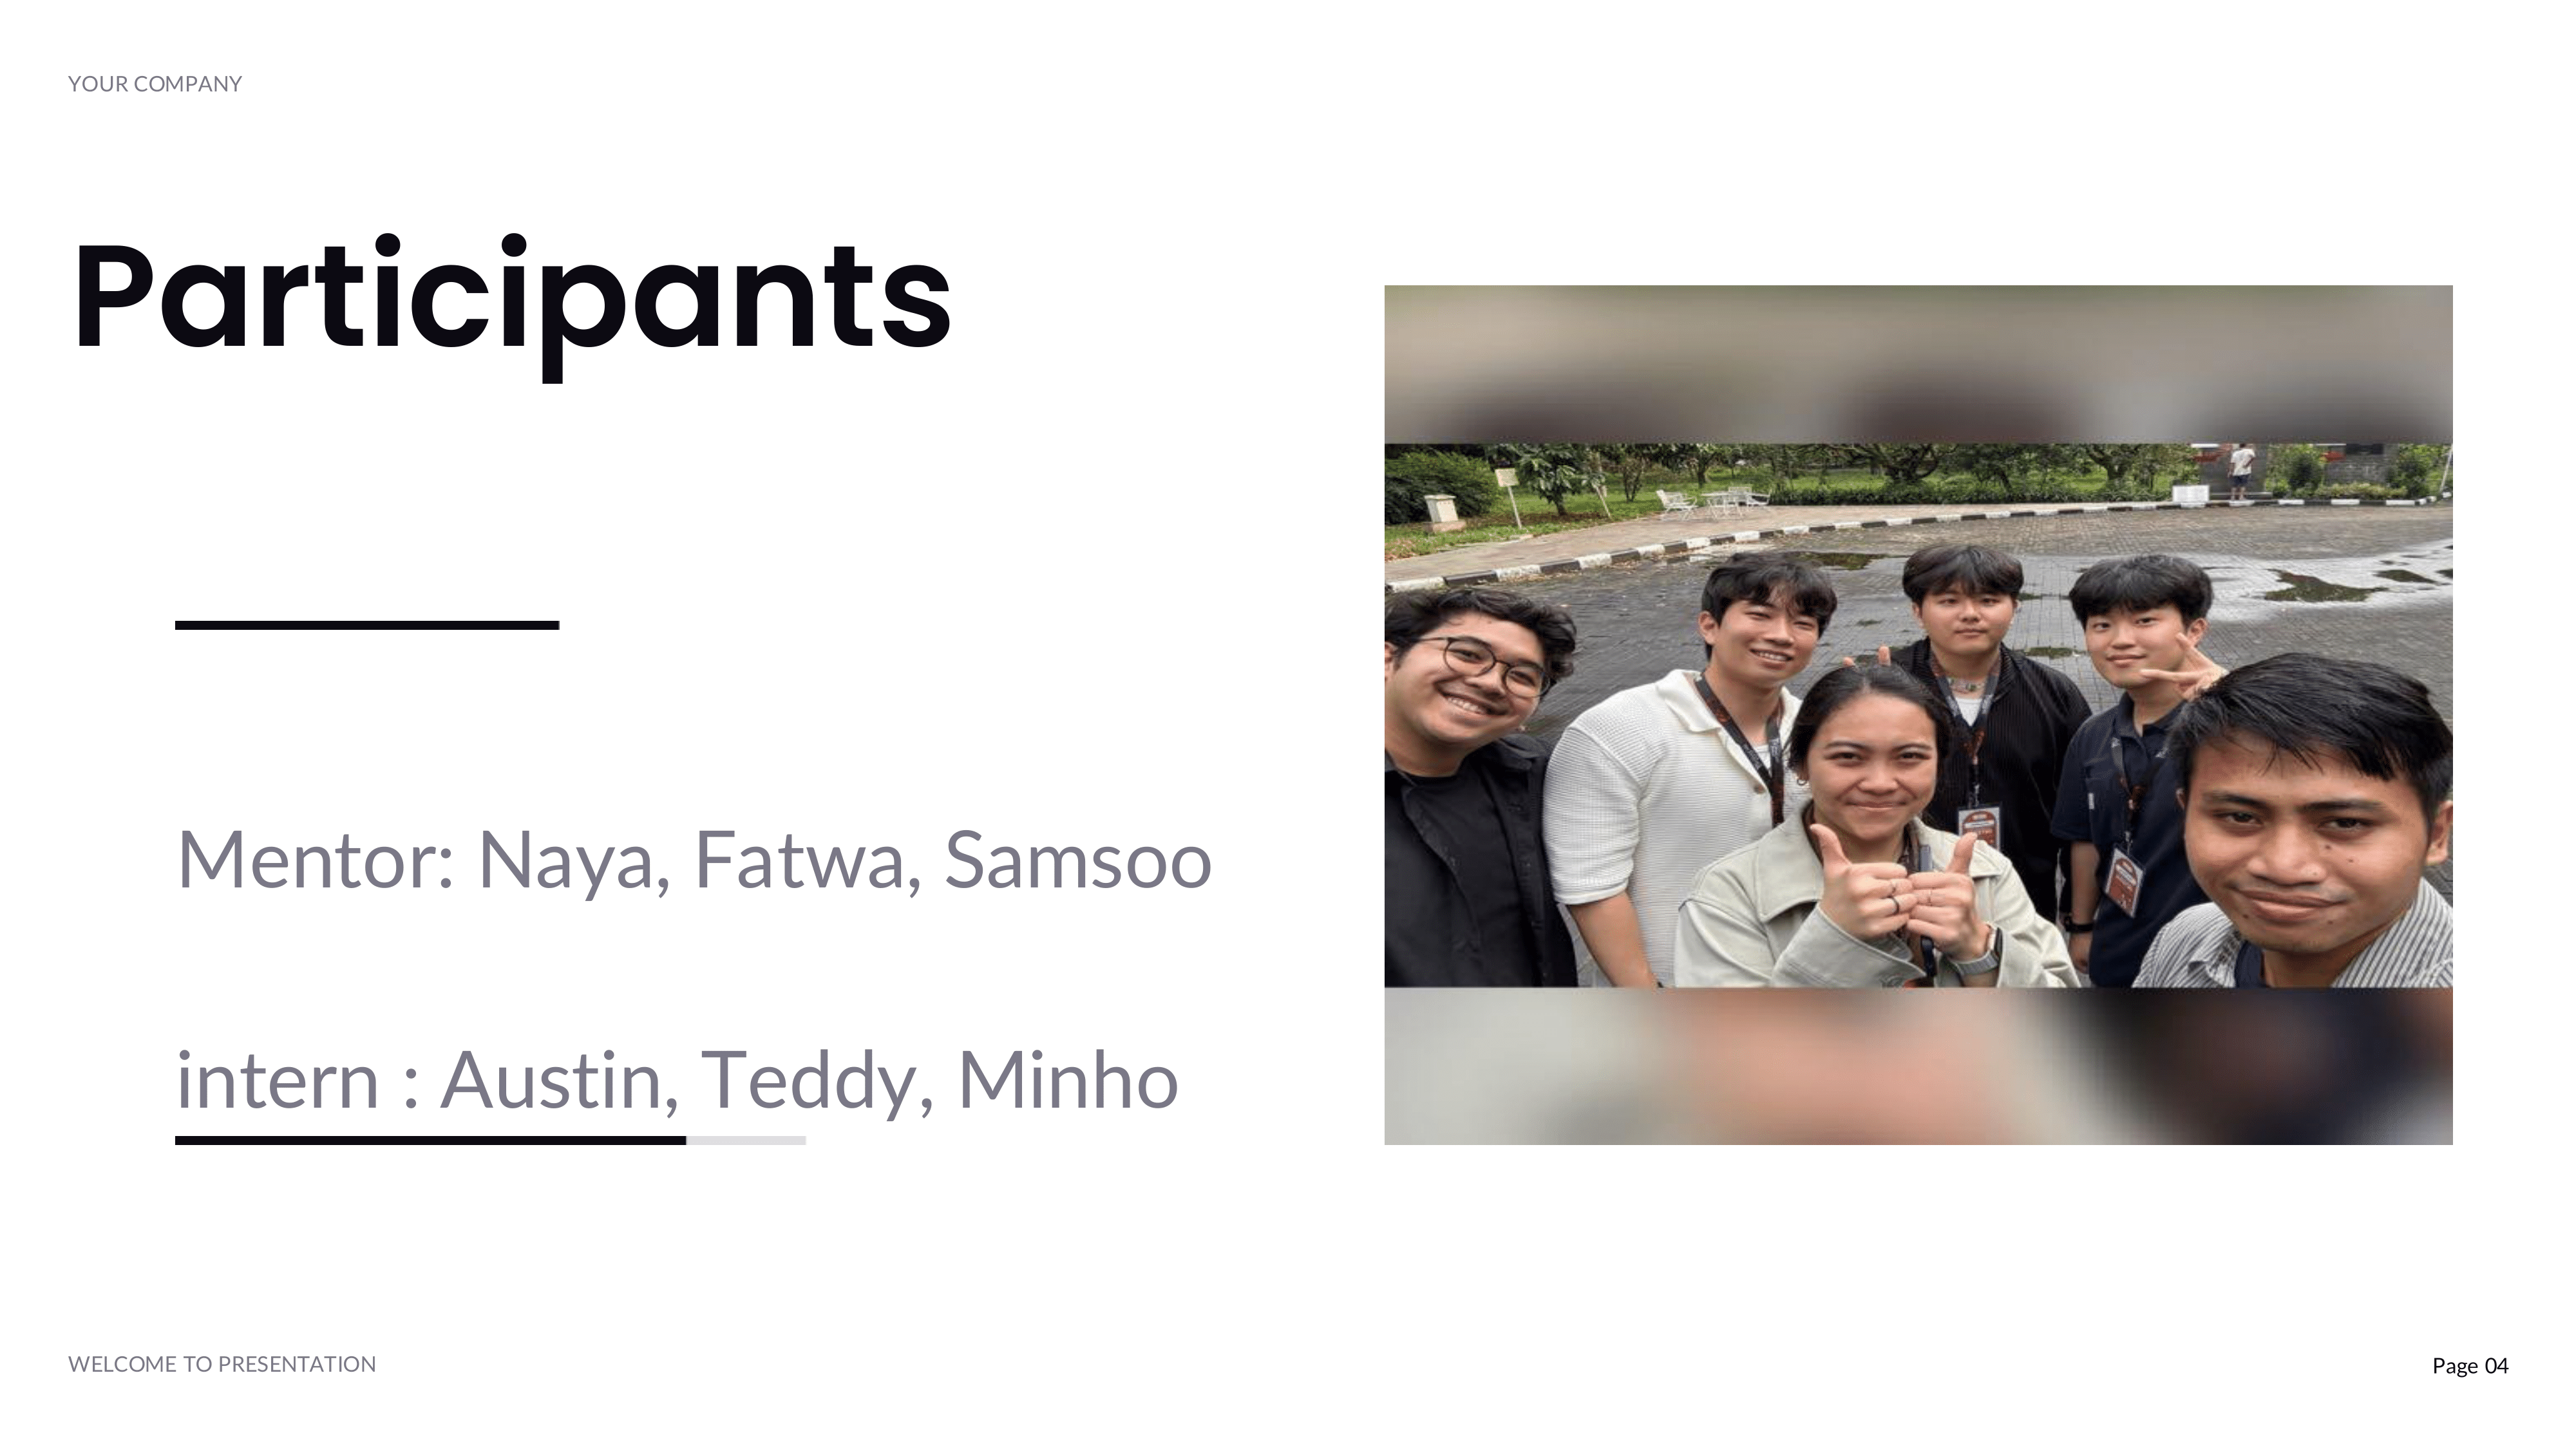 YOUR COMPANY
Participants
Mentor: Naya, Fatwa, Samsoo
intern : Austin, Teddy, Minho
WELCOME TO PRESENTATION
Page 04